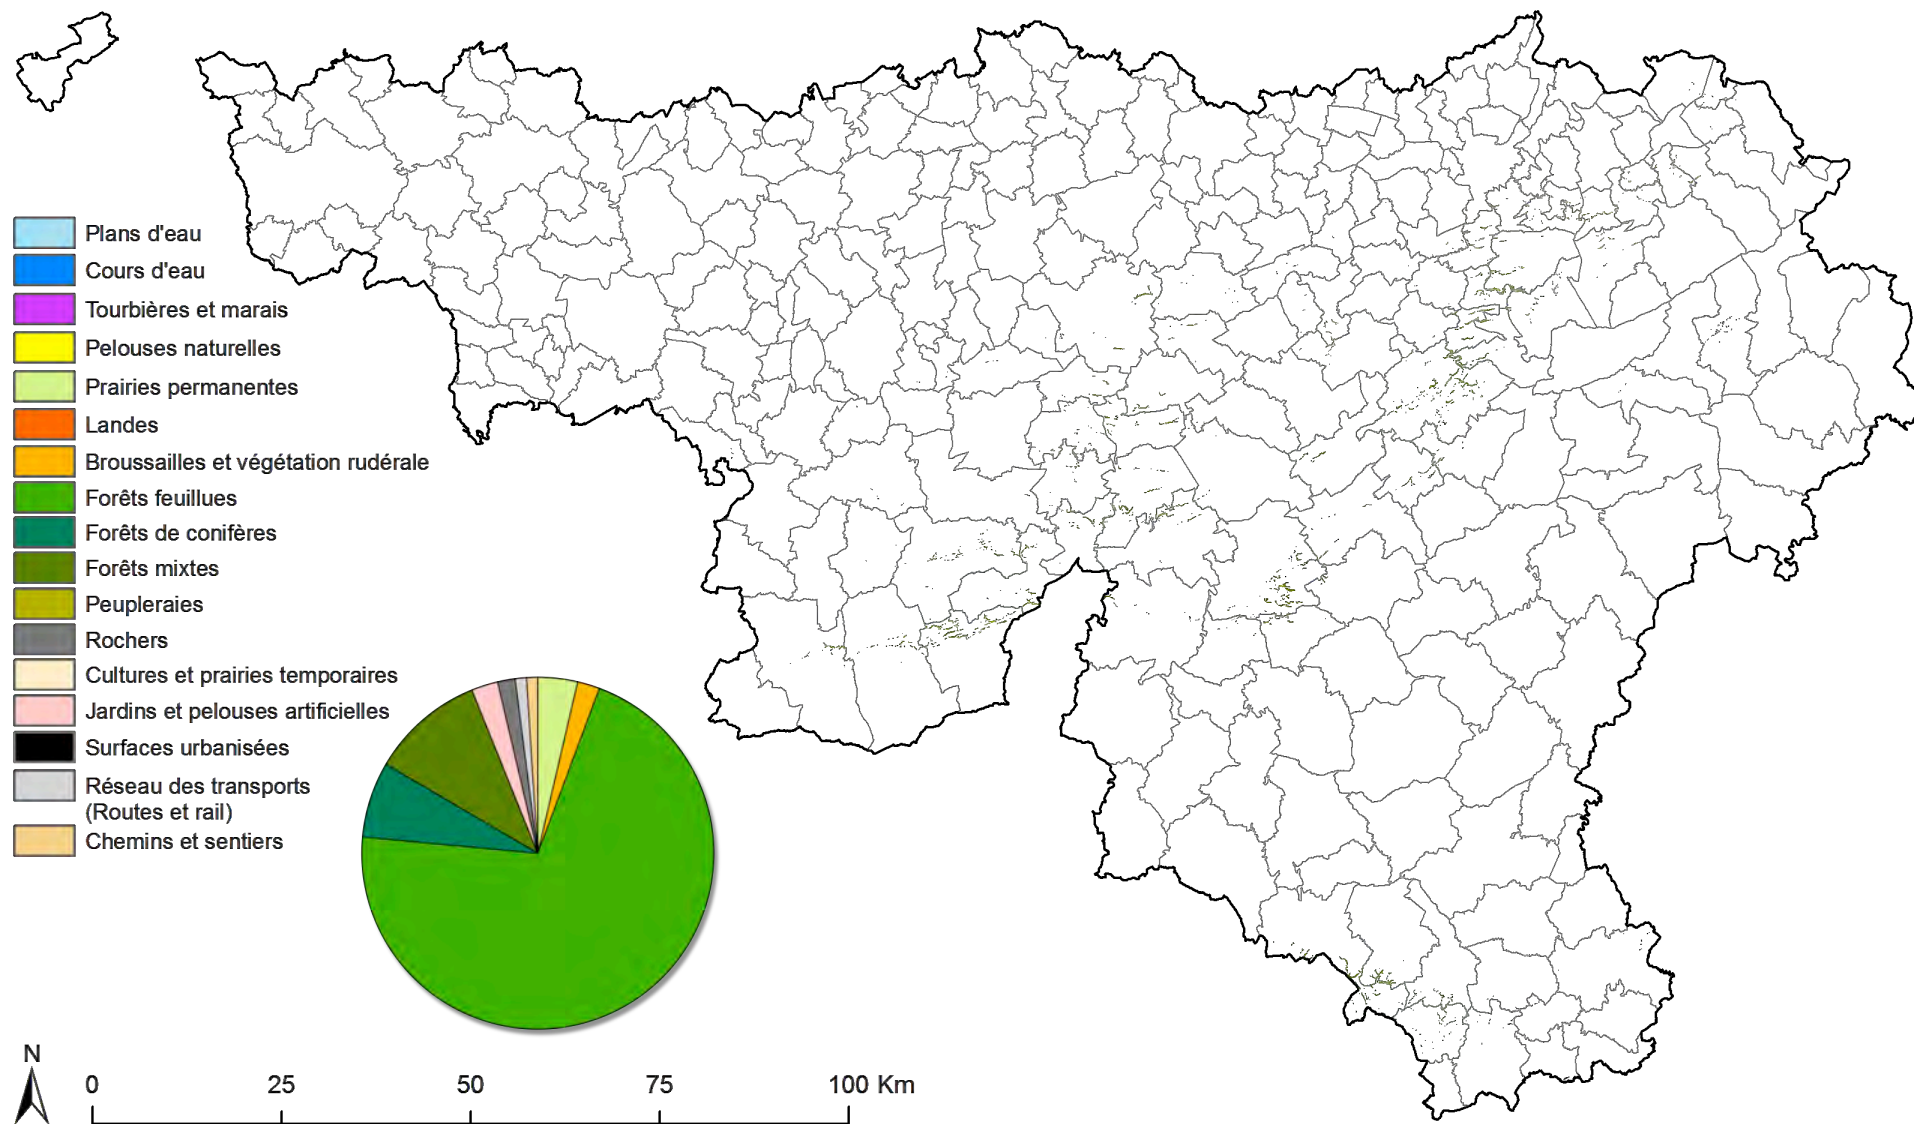 Plans d'eau
Cours d'eau
Tourbières et marais
Pelouses naturelles
Prairies permanentes
Landes
Broussailles et végétation rudérale
Forêts feuillues
Forêts de conifères
Forêts mixtes
Peupleraies
Rochers
Cultures et prairies temporaires
Jardins et pelouses artificielles
Surfaces urbanisées
Réseau des transports
(Routes et rail)
Chemins et sentiers
N
0 25 50 75 100 Km